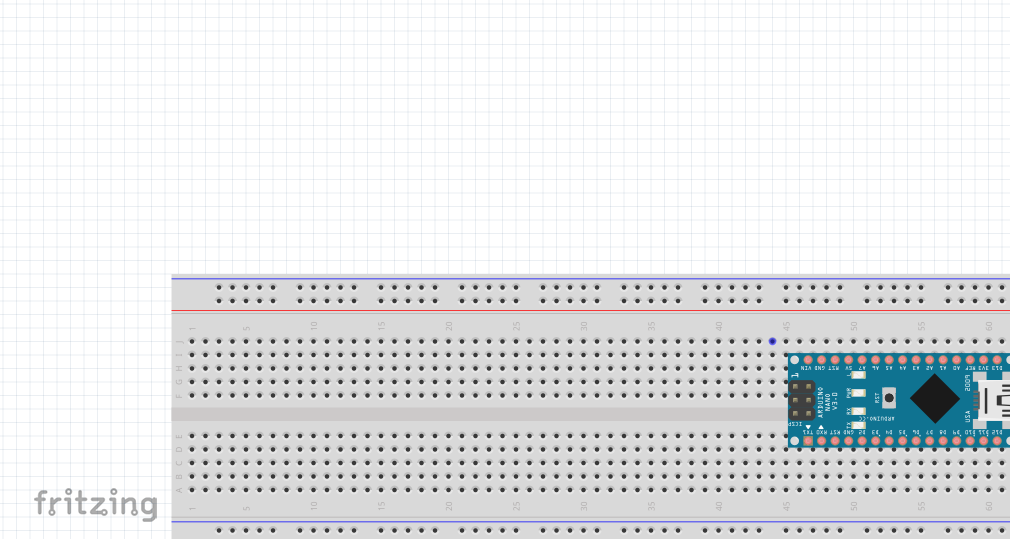 1 5 10 15 20 25 30 35 40 45 50 55 60
J
I
H
G
F
VIN GND RST 5V A7 A6 A5 A4 A3 A2 A1 A0 REF 3V3 D13
1
L
PWR
RX
TX
ARDUINO
NANO
V3.0
RST
ARDUINO.CC
2009
USA
ICSP
TX1 RX0 RST GND D2 D3 D4 D5 D6 D7 D8 D9 D10 D11 D12
E
D
C
B
A
1 5 10 15 20 25 30 35 40 45 50 55 60
fritzing